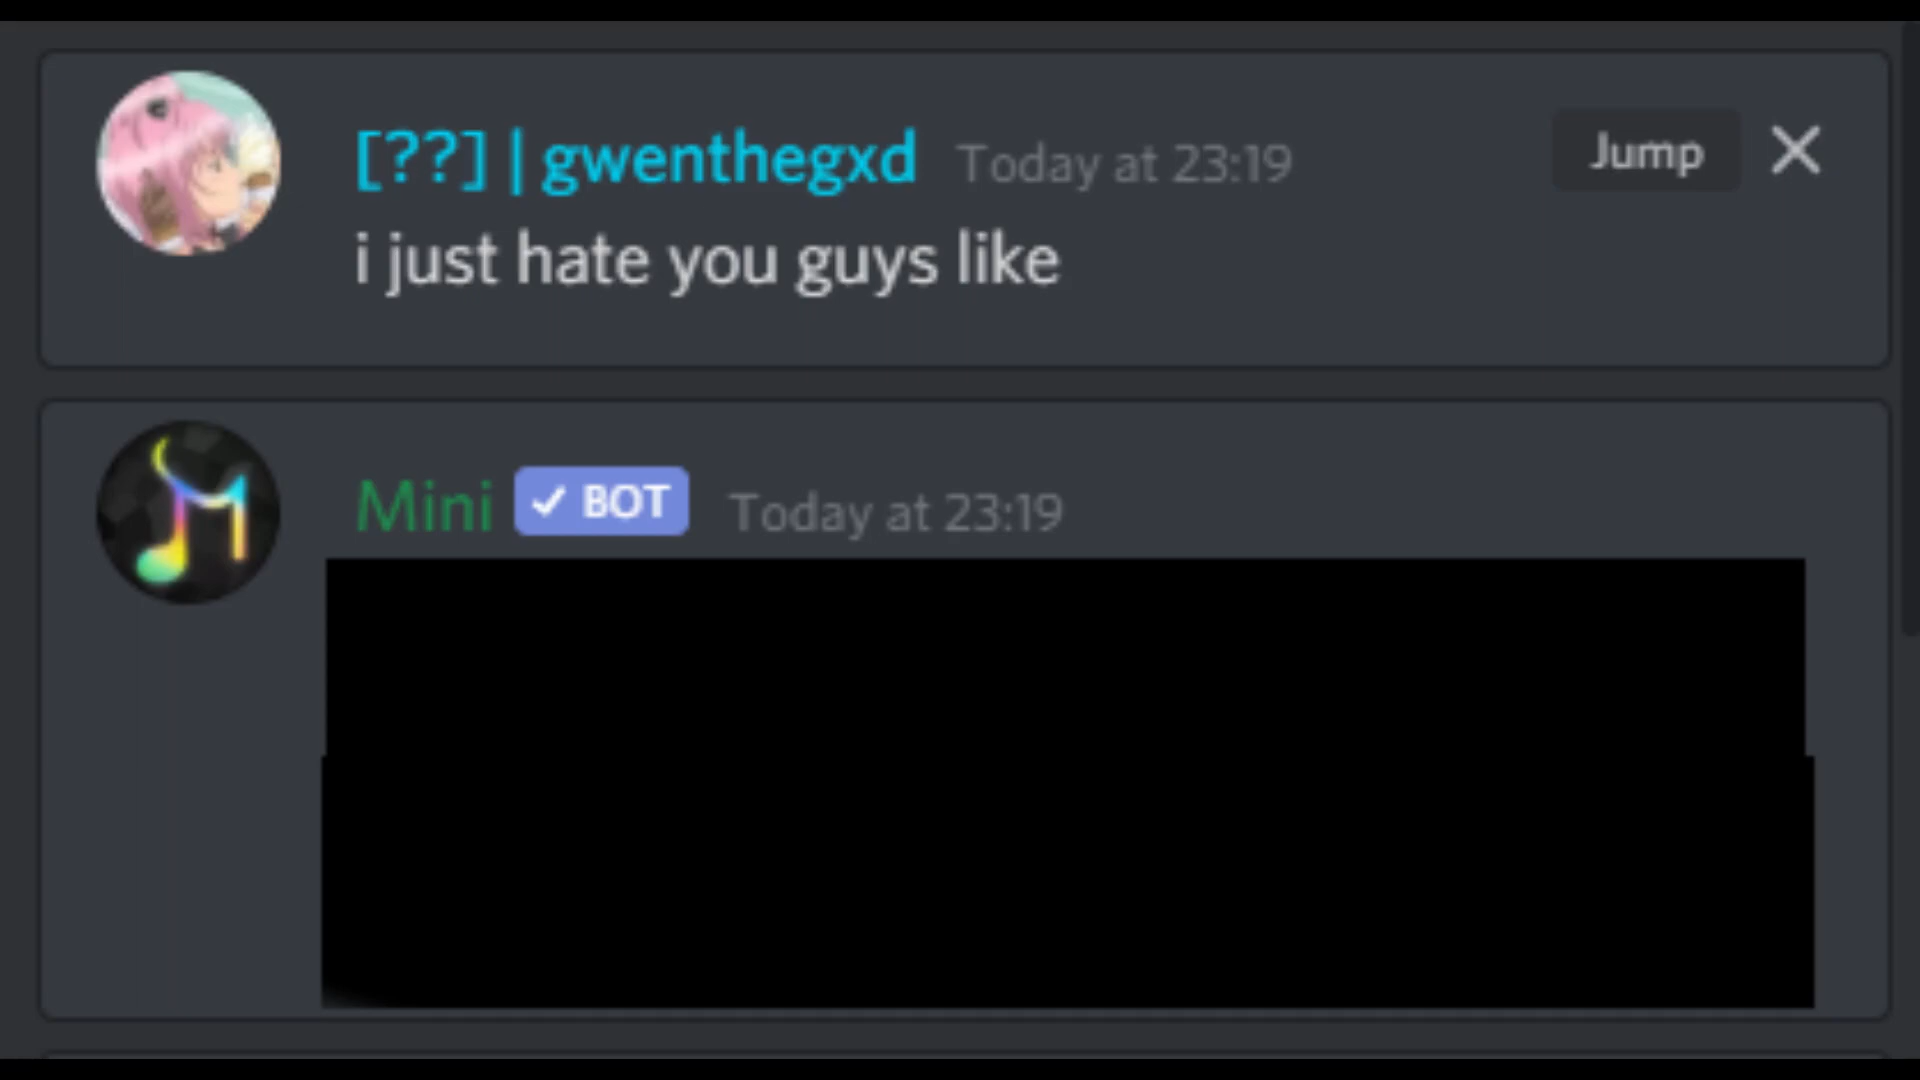 [??] | gwenthegxd Today at 23:19 Jump
i just hate you guys like
Mini BOT Today at 23:19